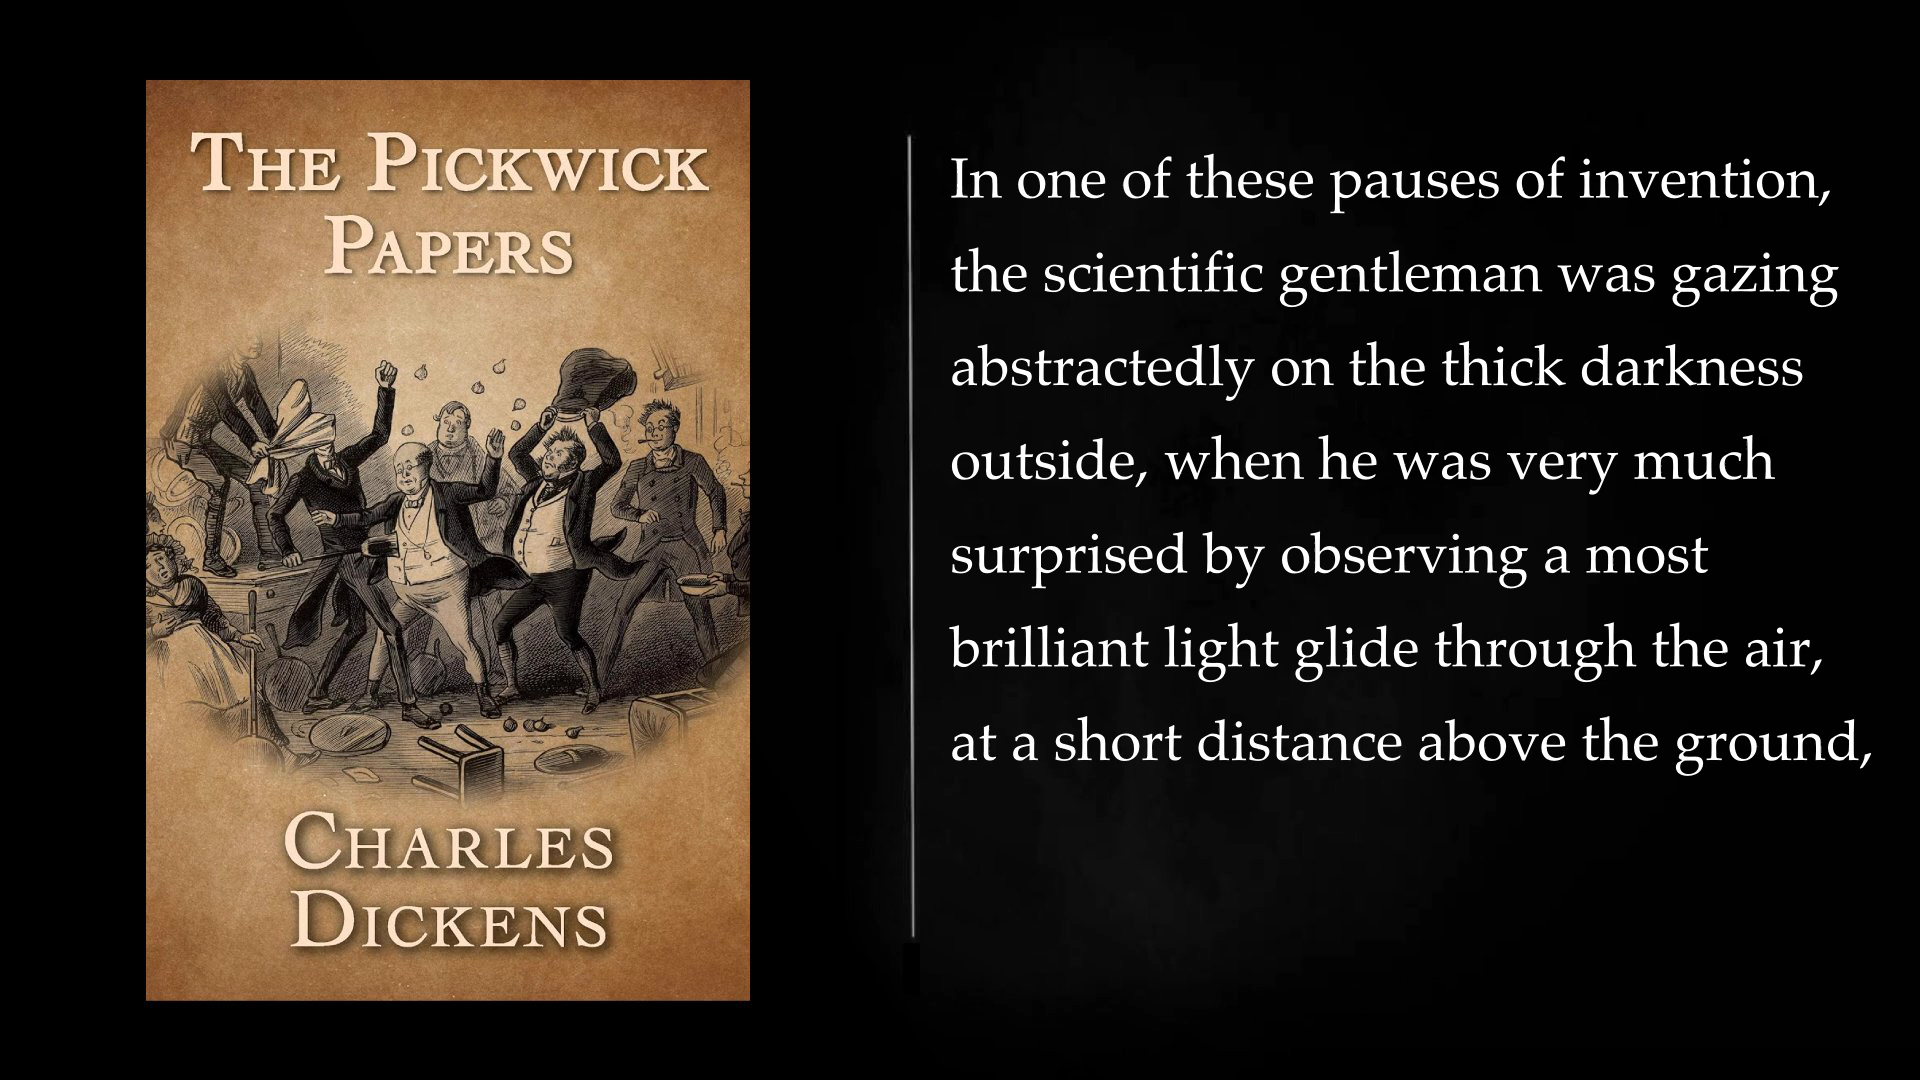 The Pickwick
Papers
Charles
Dickens
In one of these pauses of invention,
the scientific gentleman was gazing
abstractedly on the thick darkness
outside, when he was very much
surprised by observing a most
brilliant light glide through the air,
at a short distance above the ground,